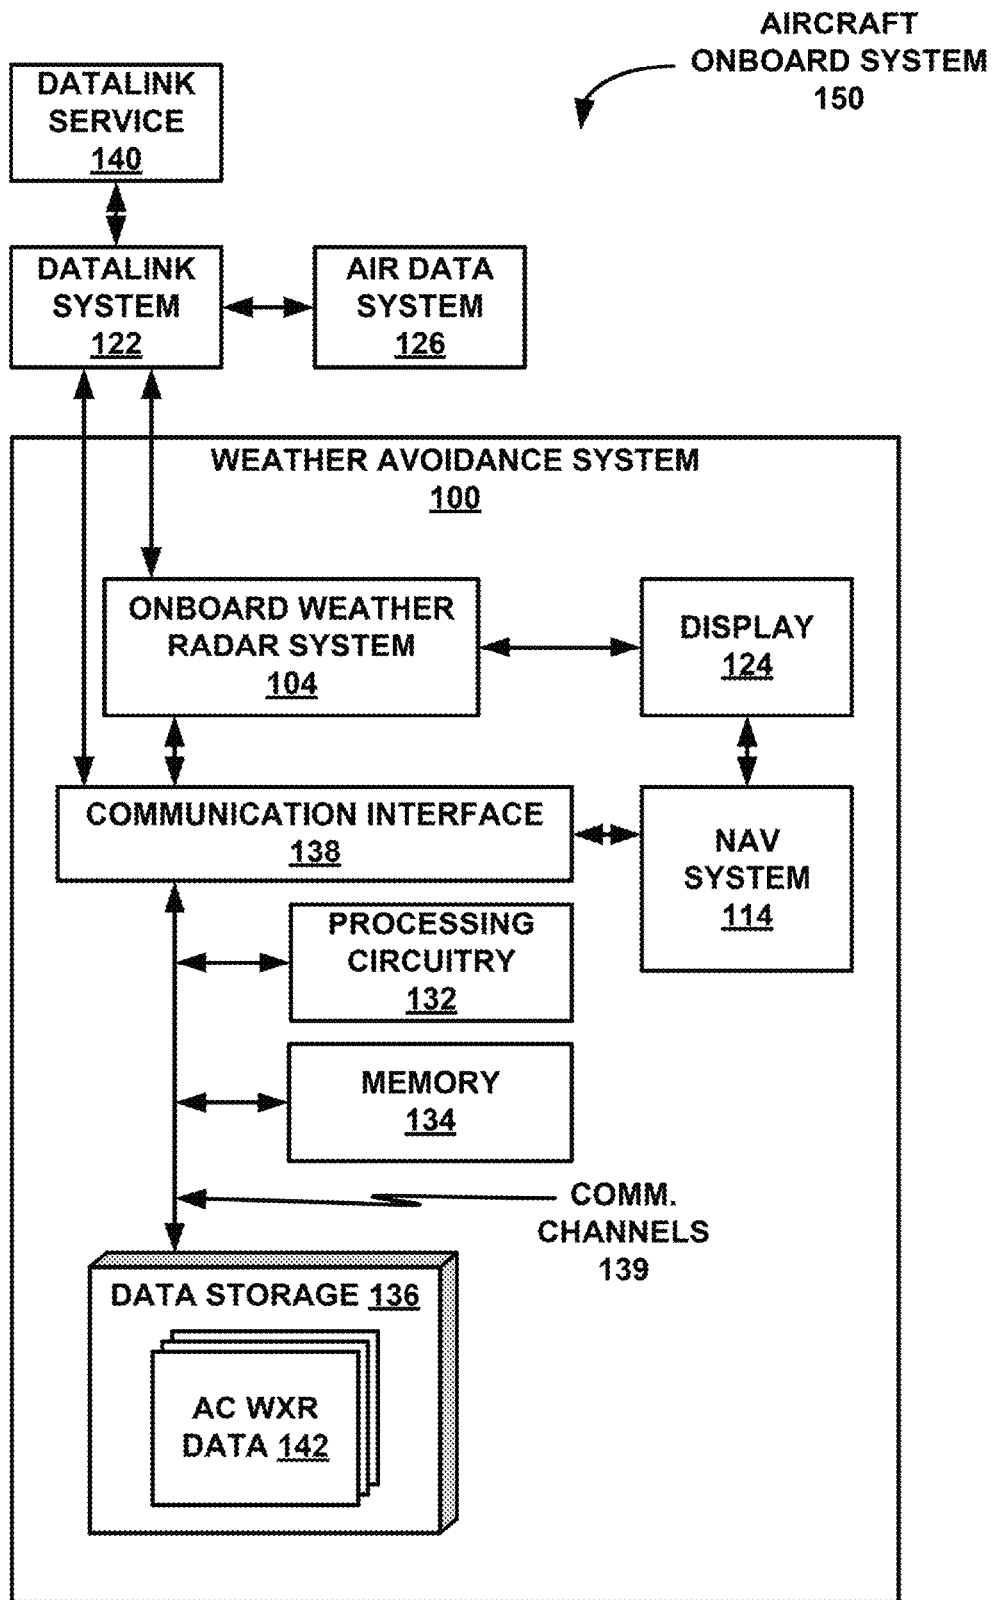 AIRCRAFT
ONBOARD SYSTEM
150
DATALINK
SERVICE
140
DATALINK
SYSTEM
122
AIR DATA
SYSTEM
126
WEATHER AVOIDANCE SYSTEM
100
ONBOARD WEATHER
RADAR SYSTEM
104
DISPLAY
124
COMMUNICATION INTERFACE
138
NAV
SYSTEM
114
PROCESSING
CIRCUITRY
132
MEMORY
134
COMM.
CHANNELS
139
DATA STORAGE 136
AC WXR
DATA 142